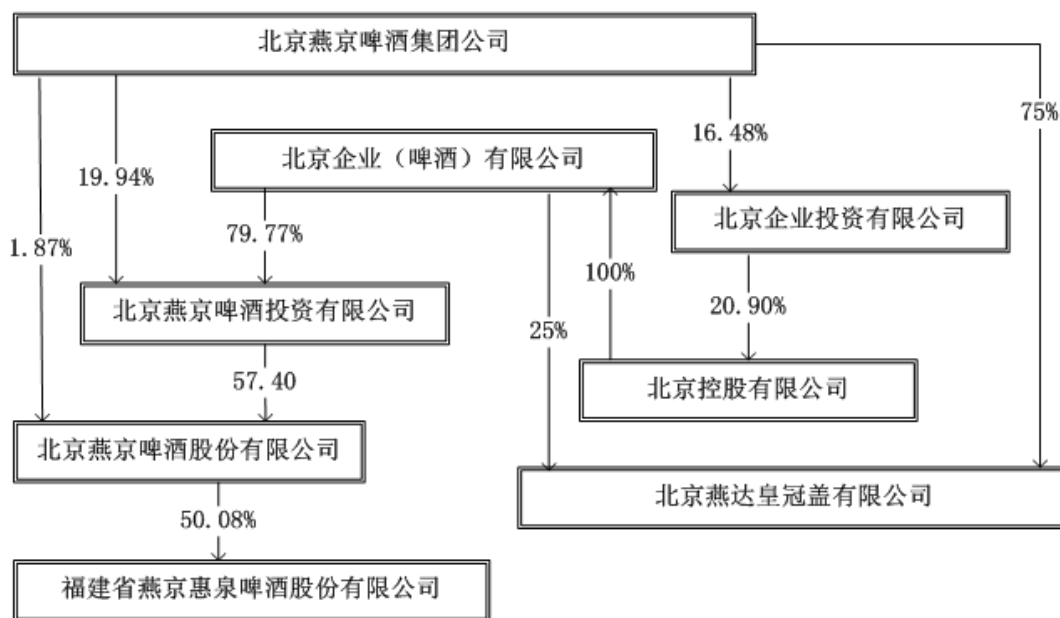 北京燕京啤酒集团公司
75%
16.48%
北京企业（啤酒）有限公司
19.94%
北京企业投资有限公司
79.77%
1.87%
100%
北京燕京啤酒投资有限公司
20.90%
25%
57.40
北京控股有限公司
北京燕京啤酒股份有限公司
北京燕达皇冠盖有限公司
50.08%
福建省燕京惠泉啤酒股份有限公司